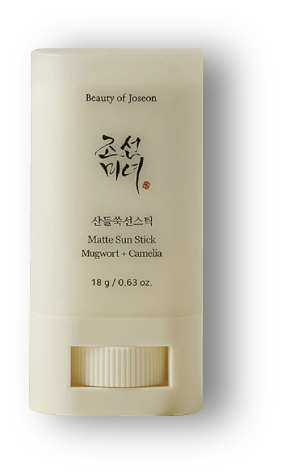 Beauty of Joseon
조선
미녀
산들쑥선스틱
Matte Sun Stick
Mugwort + Camelia
18 g / 0.63 oz.